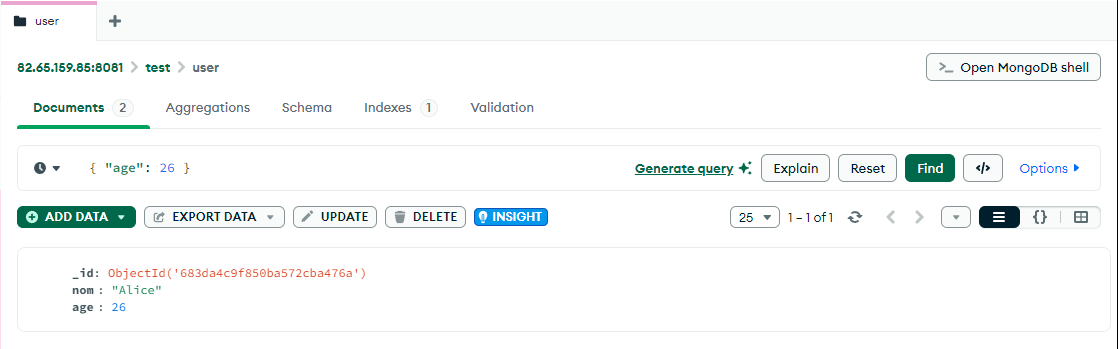 user
82.65.159.85:8081 > test > user
>_ Open MongoDB shell
Documents 2 Aggregations Schema Indexes 1 Validation
{ "age": 26 }
Generate query Explain Reset Find </> Options
ADD DATA EXPORT DATA UPDATE DELETE INSIGHT 25 1 – 1 of 1 {}
_id: ObjectId('683da4c9f850ba572cba476a')
nom : "Alice"
age : 26